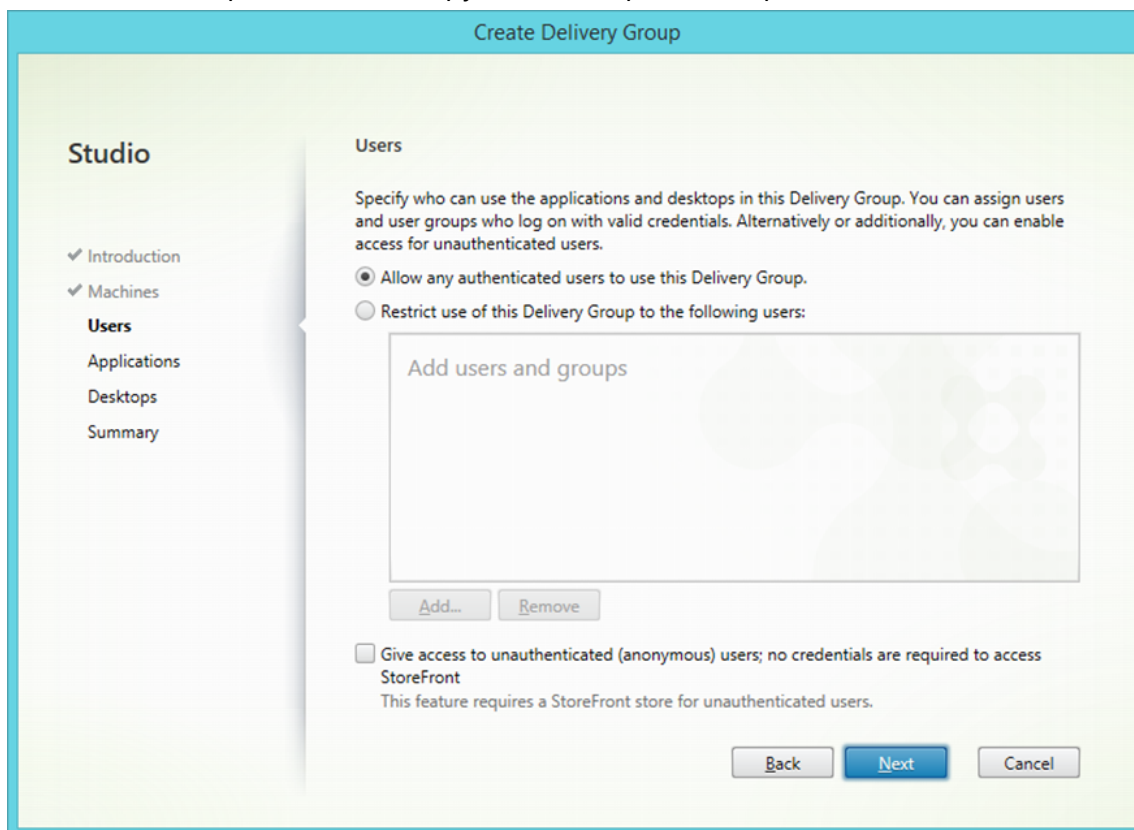 Create Delivery Group
Studio
Introduction
Machines
Users
Applications
Desktops
Summary
Users
Specify who can use the applications and desktops in this Delivery Group. You can assign users
and user groups who log on with valid credentials. Alternatively or additionally, you can enable
access for unauthenticated users.
Allow any authenticated users to use this Delivery Group.
Restrict use of this Delivery Group to the following users:
Add users and groups
Add...
Remove
Give access to unauthenticated (anonymous) users; no credentials are required to access
StoreFront
This feature requires a StoreFront store for unauthenticated users.
Back
Next
Cancel